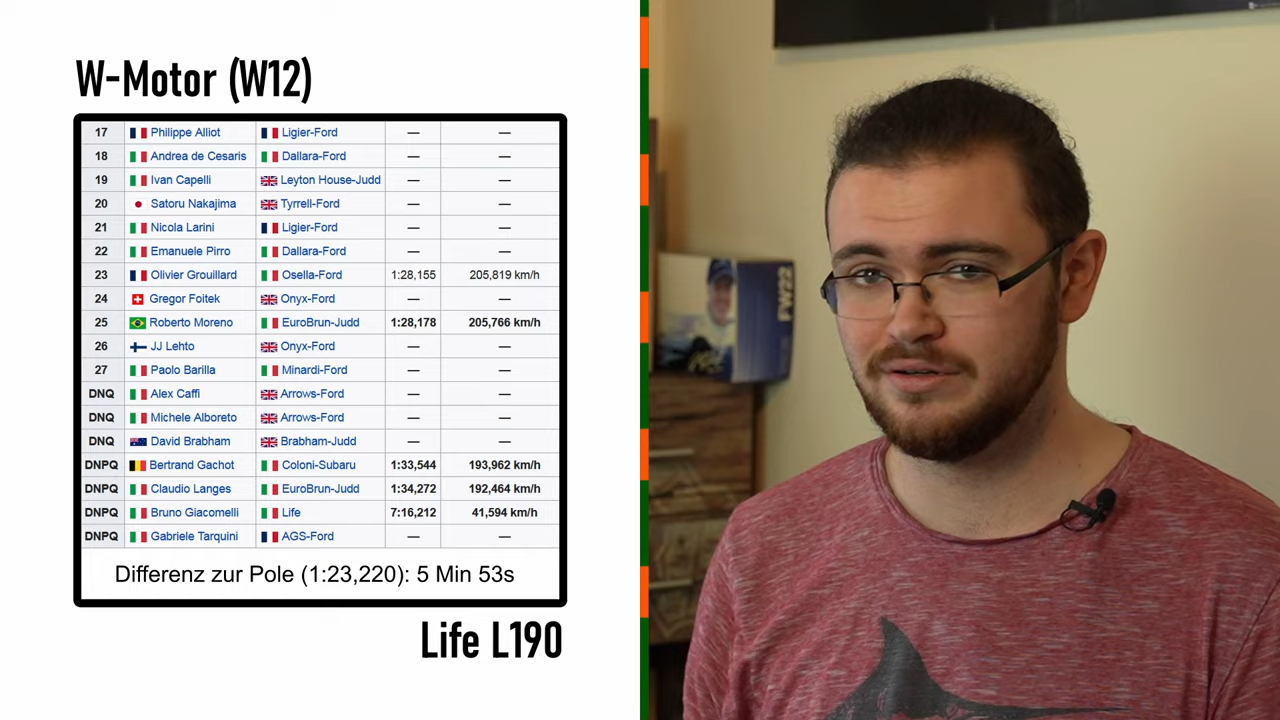 W-Motor (W12)
17 Philippe Alliot Ligier-Ford — —
18 Andrea de Cesaris Dallara-Ford — —
19 Ivan Capelli Leyton House-Judd — —
20 Satoru Nakajima Tyrrell-Ford — —
21 Nicola Larini Ligier-Ford — —
22 Emanuele Pirro Dallara-Ford — —
23 Olivier Grouillard Osella-Ford 1:28,155 205,819 km/h
24 Gregor Foitek Onyx-Ford — —
25 Roberto Moreno EuroBrun-Judd 1:28,178 205,766 km/h
26 JJ Lehto Onyx-Ford — —
27 Paolo Barilla Minardi-Ford — —
DNQ Alex Caffi Arrows-Ford — —
DNQ Michele Alboreto Arrows-Ford — —
DNQ David Brabham Brabham-Judd — —
DNPQ Bertrand Gachot Coloni-Subaru 1:33,544 193,962 km/h
DNPQ Claudio Langes EuroBrun-Judd 1:34,272 192,464 km/h
DNPQ Bruno Giacomelli Life 7:16,212 41,594 km/h
DNPQ Gabriele Tarquini AGS-Ford — —
Differenz zur Pole (1:23,220): 5 Min 53s
Life L190
FW22